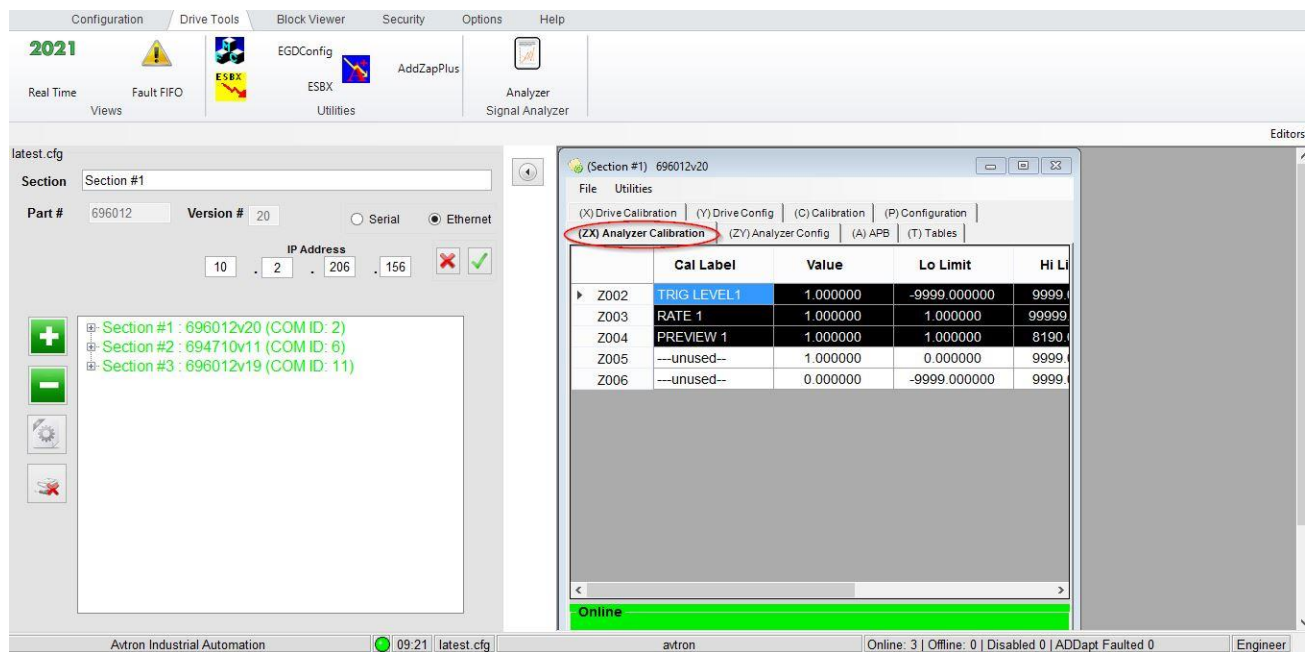 Configuration Drive Tools Block Viewer Security Options Help
2021
ESBX
EGDConfig
ESBX
AddZapPlus
Real Time Fault FIFO
Analyzer
Views Utilities Signal Analyzer
Editors
latest.cfg
Section Section #1
Part # 696012 Version # 20 Serial Ethernet
IP Address
10 . 2 . 206 . 156
Section #1 : 696012v20 (COM ID: 2)
Section #2 : 694710v11 (COM ID: 6)
Section #3 : 696012v19 (COM ID: 11)
(Section #1) 696012v20
File Utilities
(X) Drive Calibration (Y) Drive Config (C) Calibration (P) Configuration
(ZX) Analyzer Calibration (ZY) Analyzer Config (A) APB (T) Tables
Cal Label Value Lo Limit Hi Li
Z002 TRIG LEVEL1 1.000000 -9999.000000 9999.
Z003 RATE 1 1.000000 1.000000 99999
Z004 PREVIEW 1 1.000000 1.000000 8190.
Z005 ---unused-- 1.000000 0.000000 9999.
Z006 ---unused-- 0.000000 -9999.000000 9999.
Online
Avtron Industrial Automation 09:21 latest.cfg avtron Online: 3 | Offline: 0 | Disabled 0 | ADDapt Faulted 0 Engineer